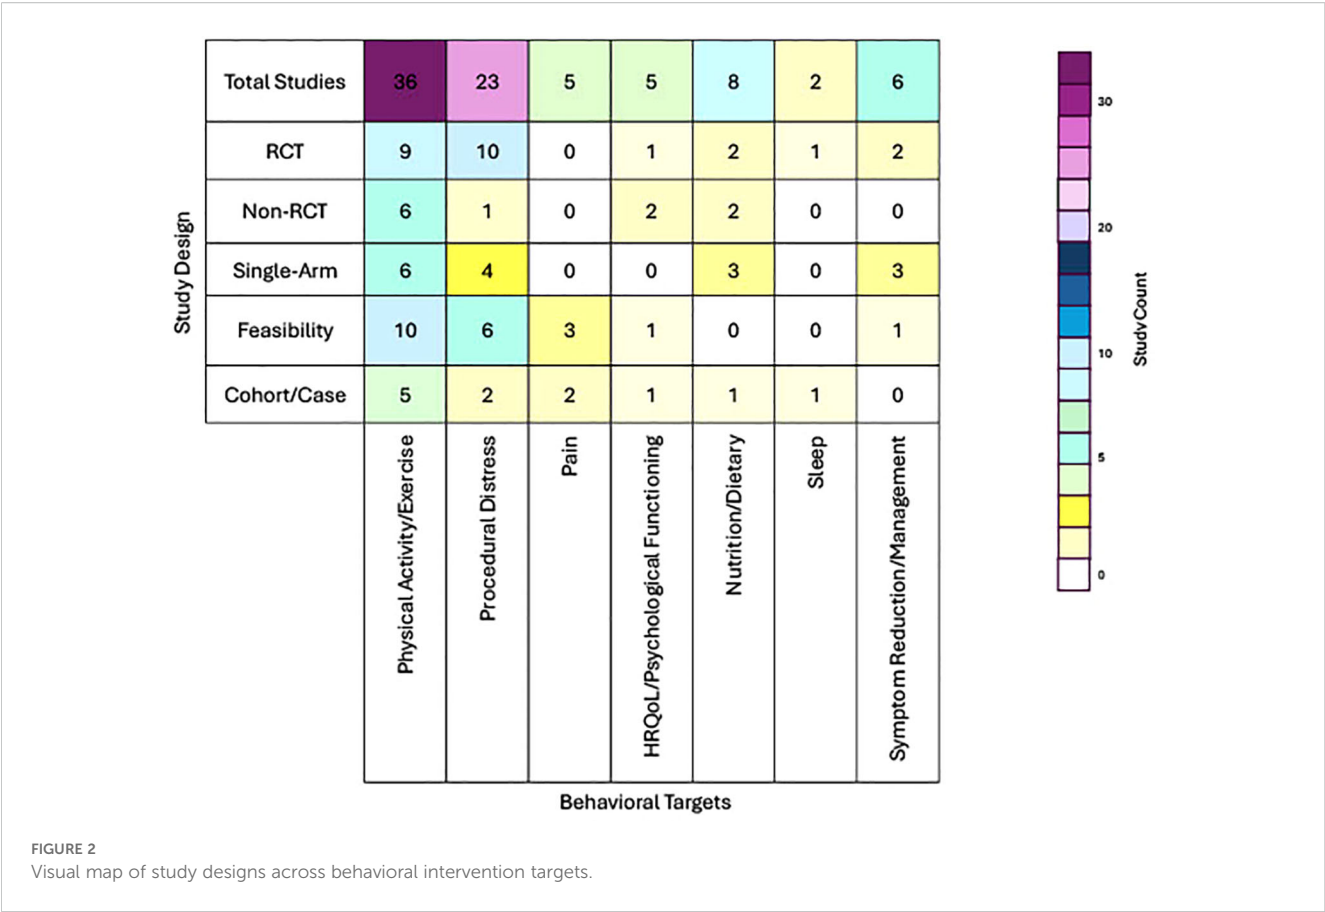 Total Studies 36 23 5 5 8 2 6
RCT 9 10 0 1 2 1 2
Non-RCT 6 1 0 2 2 0 0
Single-Arm 6 4 0 0 3 0 3
Feasibility 10 6 3 1 0 0 1
Cohort/Case 5 2 2 1 1 1 0
Study Design
Physical Activity/Exercise
Procedural Distress
Pain
HRQoL/Psychological Functioning
Nutrition/Dietary
Sleep
Symptom Reduction/Management
Behavioral Targets
30
20
10
5
0
StudyCount
FIGURE 2
Visual map of study designs across behavioral intervention targets.